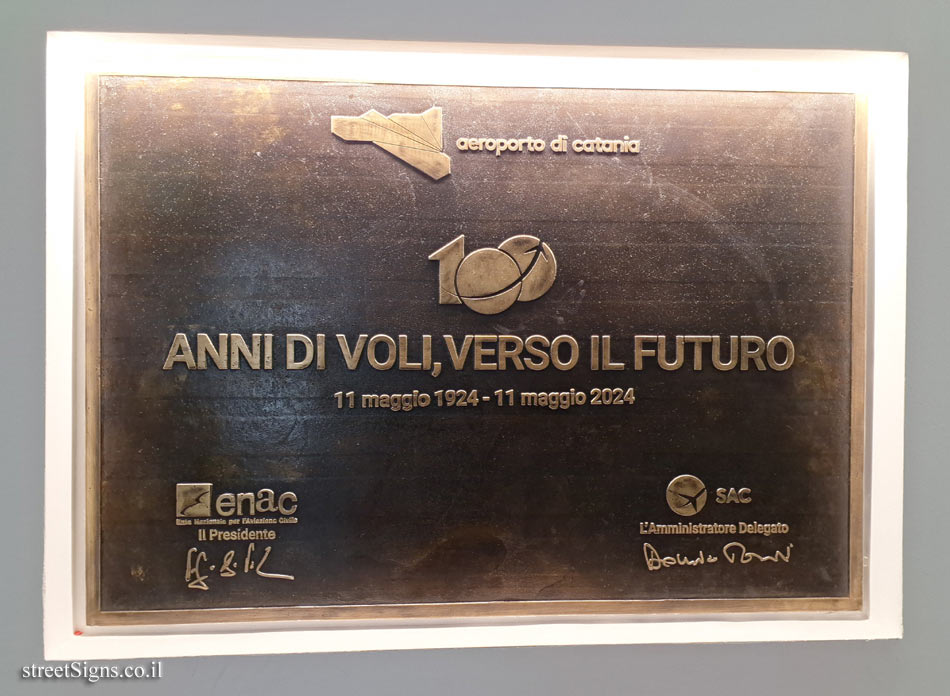 aeroporto di catania
100
ANNI DI VOLI, VERSO IL FUTURO
11 maggio 1924 - 11 maggio 2024
enac
Ente Nazionale per l'Aviazione Civile
Il Presidente
SAC
L'Amministratore Delegato
streetSigns.co.il